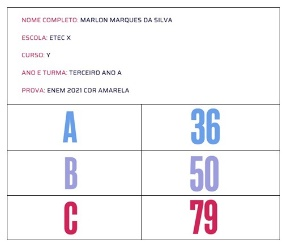 NOME COMPLETO: MARLON MARQUES DA SILVA
ESCOLA: ETEC X
CURSO: Y
ANO E TURMA: TERCEIRO ANO A
PROVA: ENEM 2021 COR AMARELA
A 36
B 50
C 79